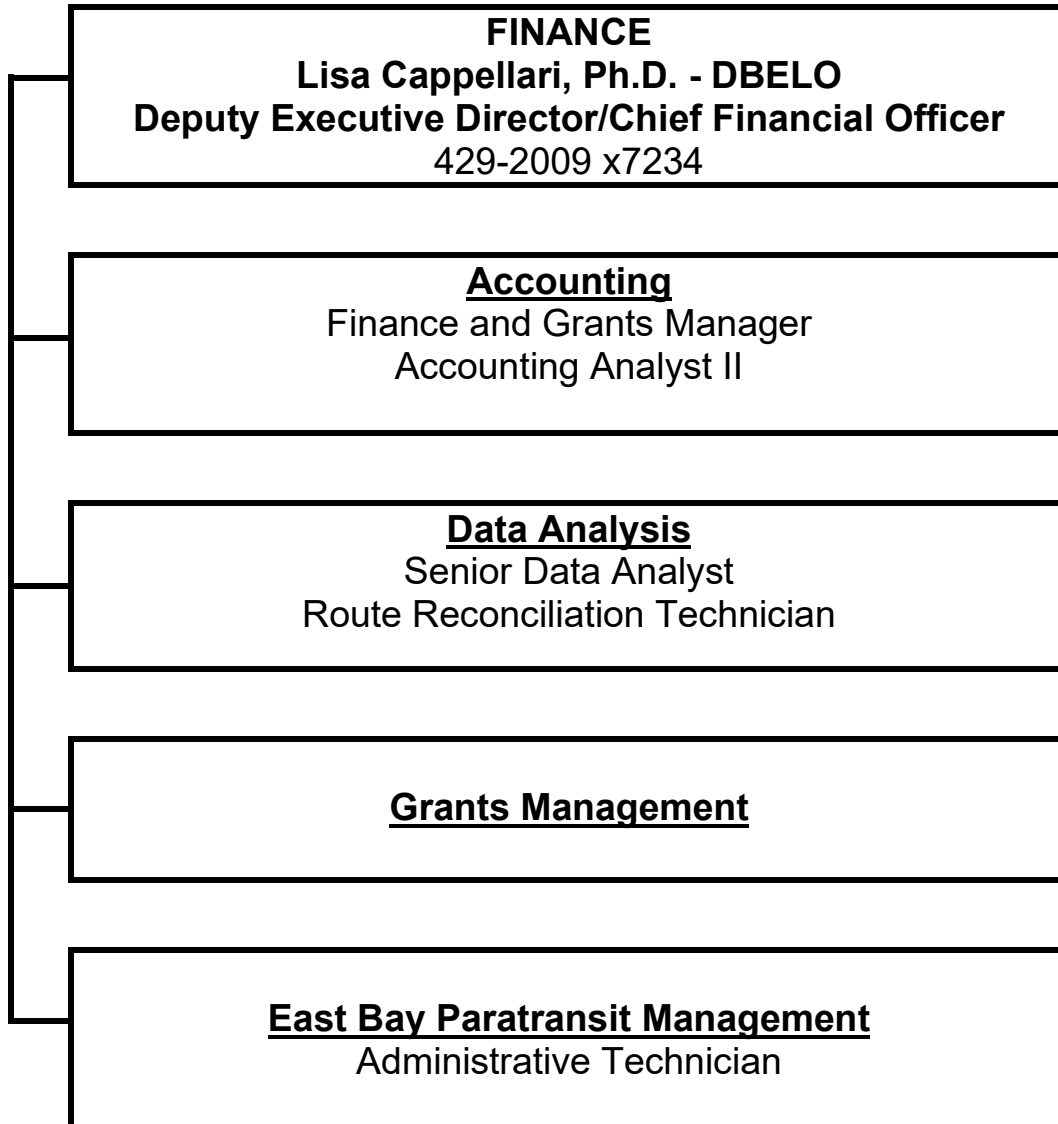 FINANCE
Lisa Cappellari, Ph.D. - DBELO
Deputy Executive Director/Chief Financial Officer
429-2009 x7234
Accounting
Finance and Grants Manager
Accounting Analyst II
Data Analysis
Senior Data Analyst
Route Reconciliation Technician
Grants Management
East Bay Paratransit Management
Administrative Technician